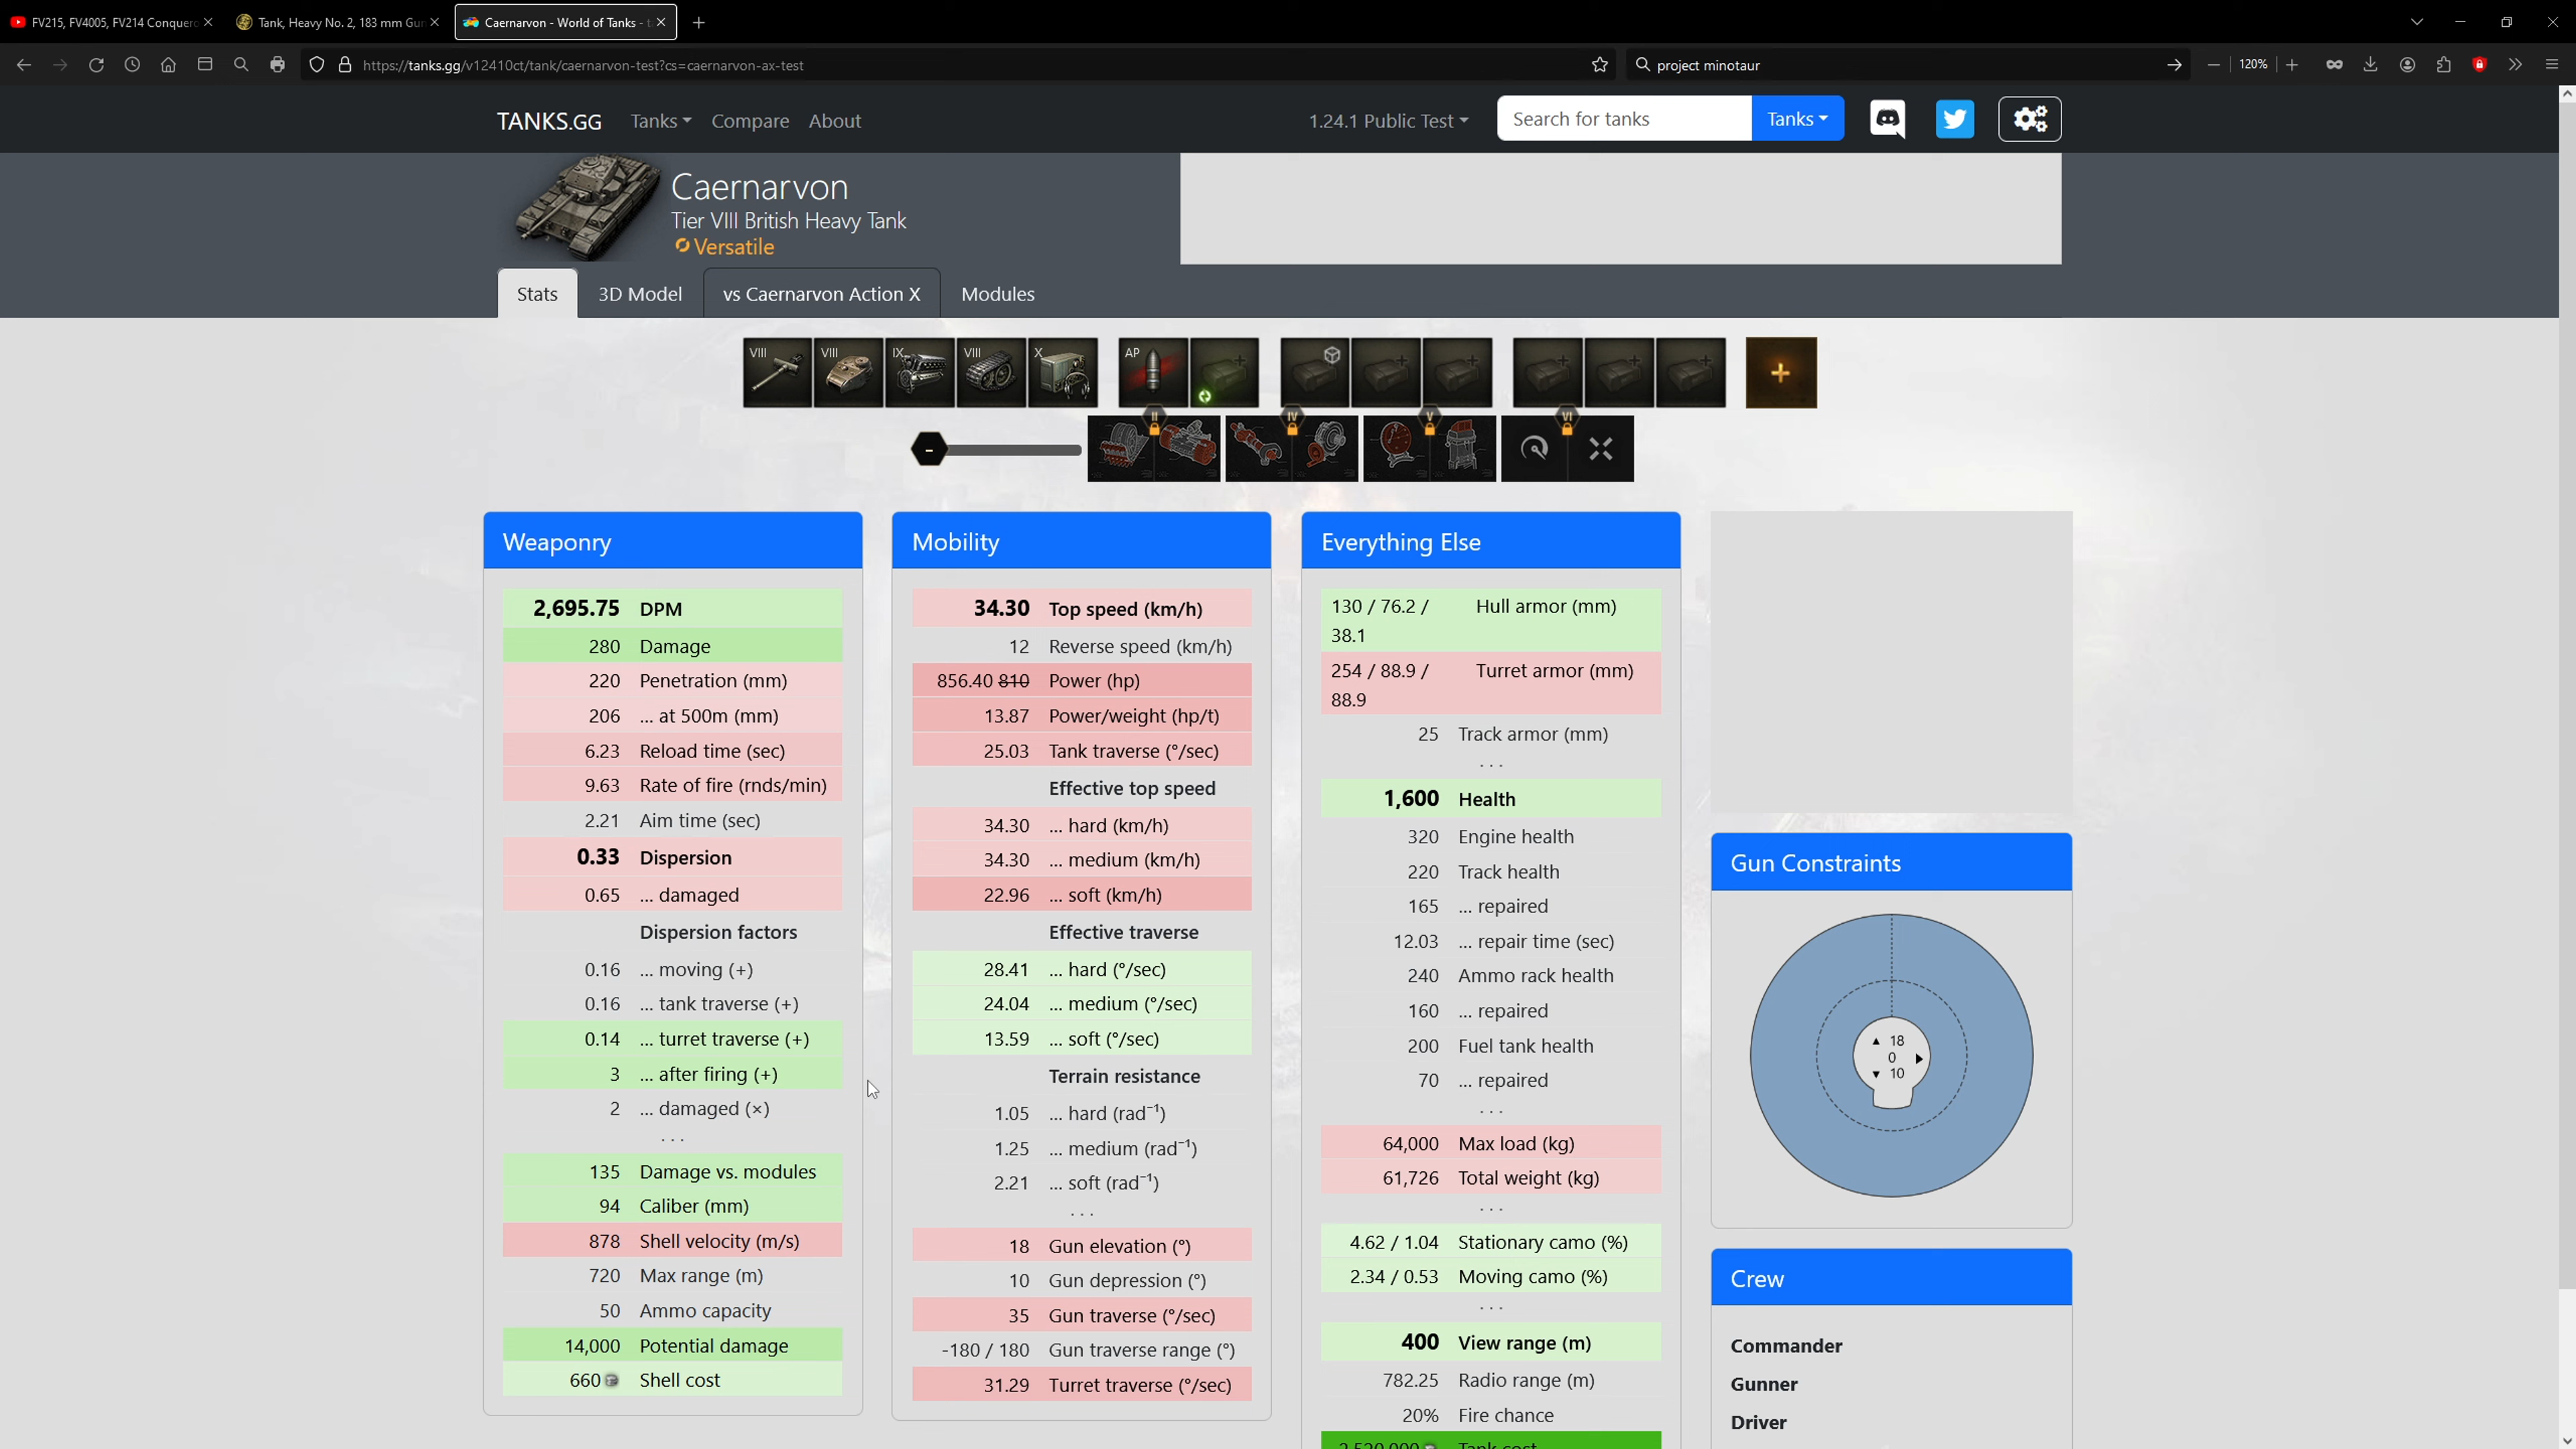 FV215, FV4005, FV214 Conquero
Tank, Heavy No. 2, 183 mm Gun
Caernarvon - World of Tanks - t
https://tanks.gg/v12410ct/tank/caernarvon-test?cs=caernarvon-ax-test
project minotaur
120%
TANKS.GG
Tanks
Compare
About
1.24.1 Public Test
Search for tanks
Tanks
Caernarvon
Tier VIII British Heavy Tank
Versatile
Stats
3D Model
vs Caernarvon Action X
Modules
VIII
VIII
IX
VIII
X
AP
-
II
IV
V
VI
Weaponry
2,695.75 DPM
280 Damage
220 Penetration (mm)
206 ... at 500m (mm)
6.23 Reload time (sec)
9.63 Rate of fire (rnds/min)
2.21 Aim time (sec)
0.33 Dispersion
0.65 ... damaged
Dispersion factors
0.16 ... moving (+)
0.16 ... tank traverse (+)
0.14 ... turret traverse (+)
3 ... after firing (+)
2 ... damaged (×)
...
135 Damage vs. modules
94 Caliber (mm)
878 Shell velocity (m/s)
720 Max range (m)
50 Ammo capacity
14,000 Potential damage
660 Shell cost
Mobility
34.30 Top speed (km/h)
12 Reverse speed (km/h)
856.40 810 Power (hp)
13.87 Power/weight (hp/t)
25.03 Tank traverse (°/sec)
Effective top speed
34.30 ... hard (km/h)
34.30 ... medium (km/h)
22.96 ... soft (km/h)
Effective traverse
28.41 ... hard (°/sec)
24.04 ... medium (°/sec)
13.59 ... soft (°/sec)
Terrain resistance
1.05 ... hard (rad⁻¹)
1.25 ... medium (rad⁻¹)
2.21 ... soft (rad⁻¹)
...
18 Gun elevation (°)
10 Gun depression (°)
35 Gun traverse (°/sec)
-180 / 180 Gun traverse range (°)
31.29 Turret traverse (°/sec)
Everything Else
130 / 76.2 / Hull armor (mm)
38.1
254 / 88.9 / Turret armor (mm)
88.9
25 Track armor (mm)
...
1,600 Health
320 Engine health
220 Track health
165 ... repaired
12.03 ... repair time (sec)
240 Ammo rack health
160 ... repaired
200 Fuel tank health
70 ... repaired
...
64,000 Max load (kg)
61,726 Total weight (kg)
...
4.62 / 1.04 Stationary camo (%)
2.34 / 0.53 Moving camo (%)
...
400 View range (m)
782.25 Radio range (m)
20% Fire chance
2,520,000 Tank cost
Gun Constraints
18
0
10
Crew
Commander
Gunner
Driver